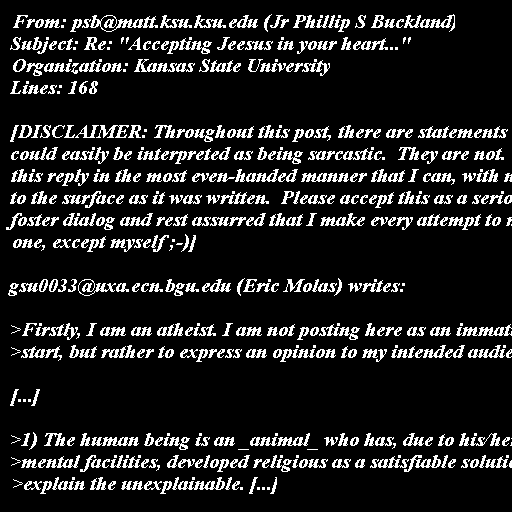 From: psb@matt.ksu.ksu.edu (Jr Phillip S Buckland)
Subject: Re: "Accepting Jeesus in your heart..."
Organization: Kansas State University
Lines: 168
[DISCLAIMER: Throughout this post, there are statements
could easily be interpreted as being sarcastic. They are not.
this reply in the most even-handed manner that I can, with
to the surface as it was written. Please accept this as a
foster dialog and rest assurred that I make every attempt to
one, except myself ;-)]
gsu0033@uxa.ecn.bgu.edu (Eric Molas) writes:
>Firstly, I am an atheist. I am not posting here as an
>start, but rather to express an opinion to my intended
[...]
>1) The human being is an _animal_ who has, due to
>mental facilities, developed religious as a satisfiable
>explain the unexplainable. [...]